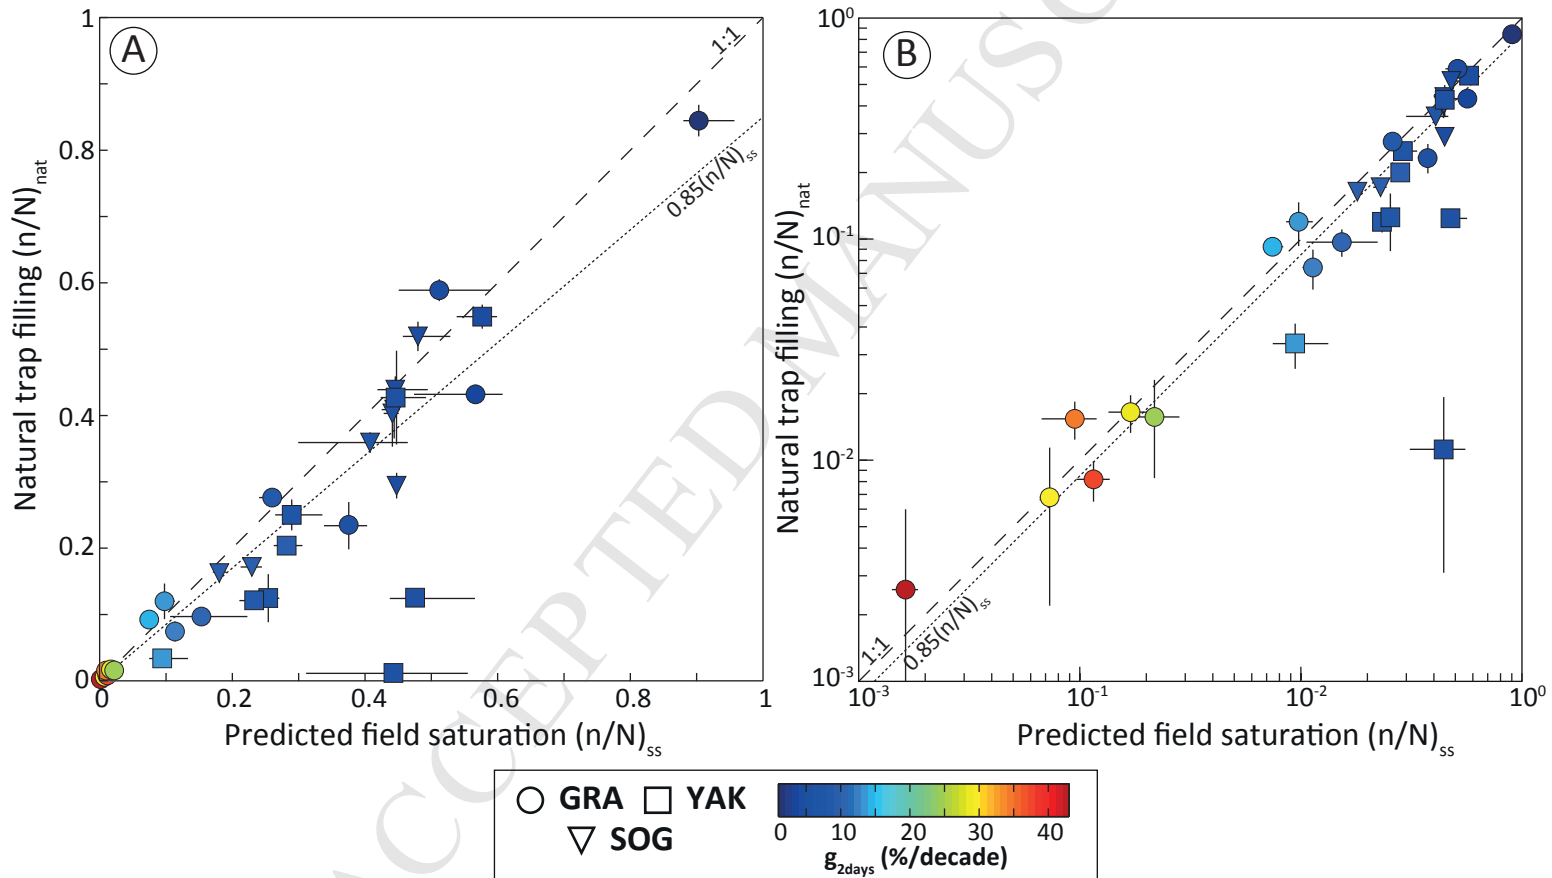 A
1:1
0.85(n/N)ss
Natural trap filling (n/N)nat
1
0.8
0.6
0.4
0.2
0
0 0.2 0.4 0.6 0.8 1
Predicted field saturation (n/N)ss
B
1:1
0.85(n/N)ss
Natural trap filling (n/N)nat
10^0
10^-1
10^-2
10^-3
10^-3 10^-1 10^-2 10^0
Predicted field saturation (n/N)ss
GRA YAK
SOG
0 10 20 30 40
g2days (%/decade)
ACCEPTED MANUSC